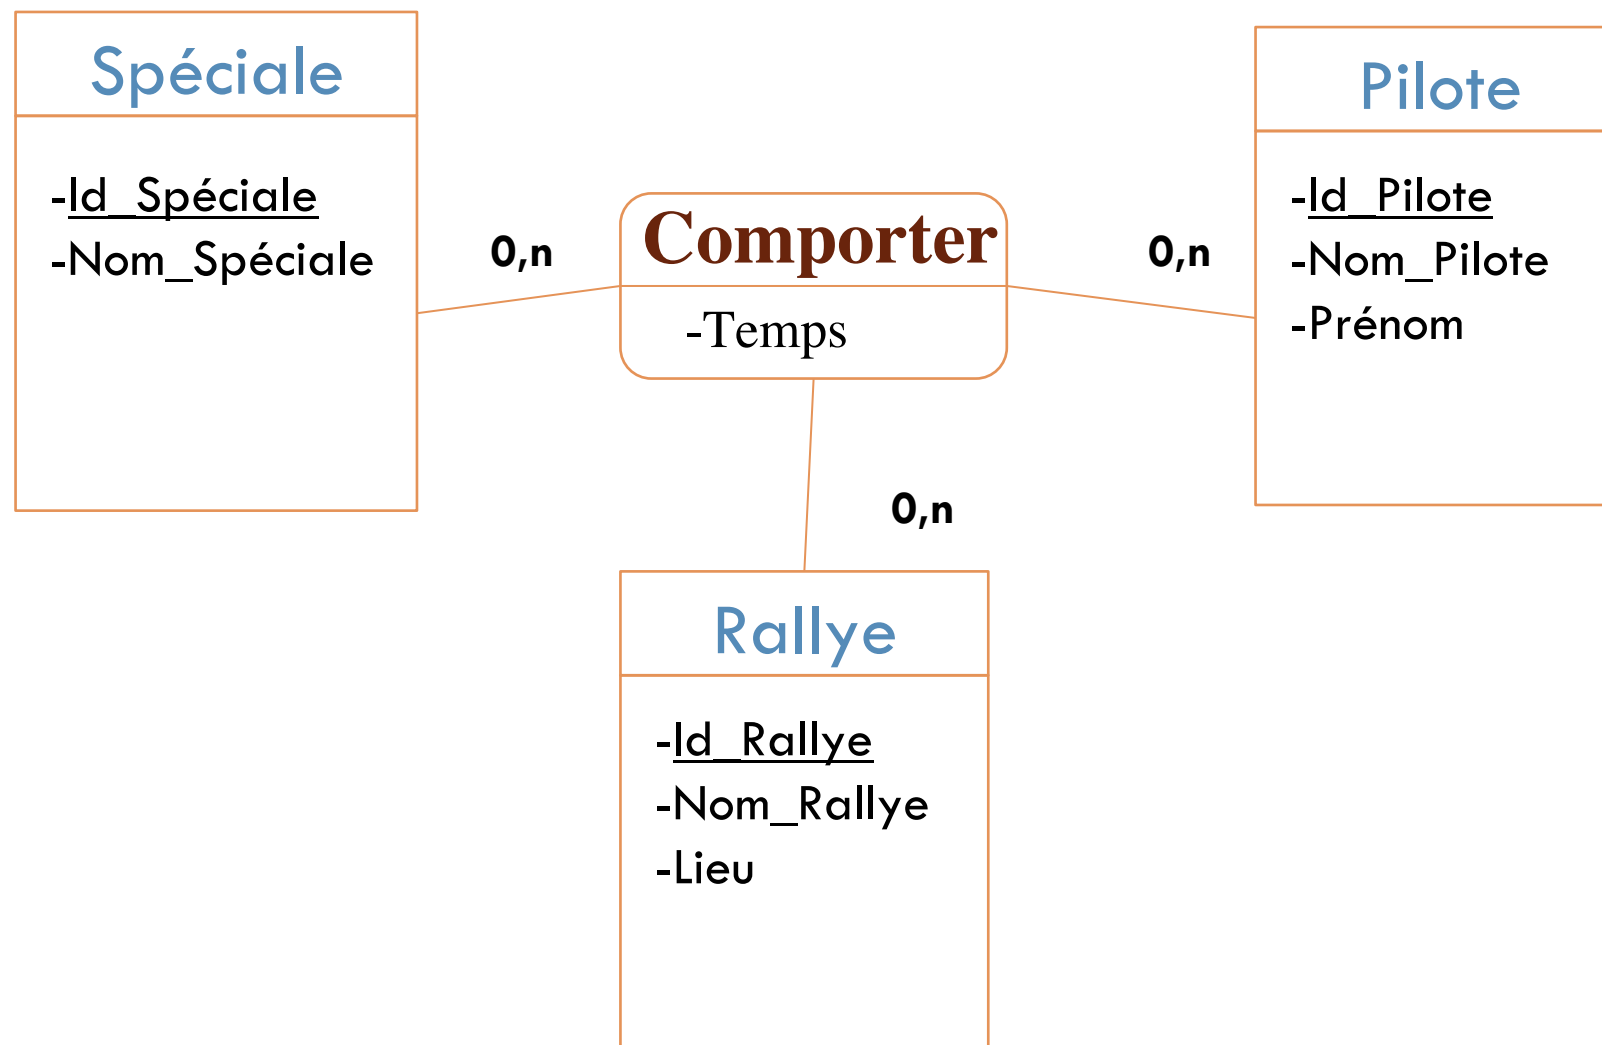 Spéciale
-Id_Spéciale
-Nom_Spéciale
0,n
Comporter
-Temps
0,n
Pilote
-Id_Pilote
-Nom_Pilote
-Prénom
0,n
Rallye
-Id_Rallye
-Nom_Rallye
-Lieu